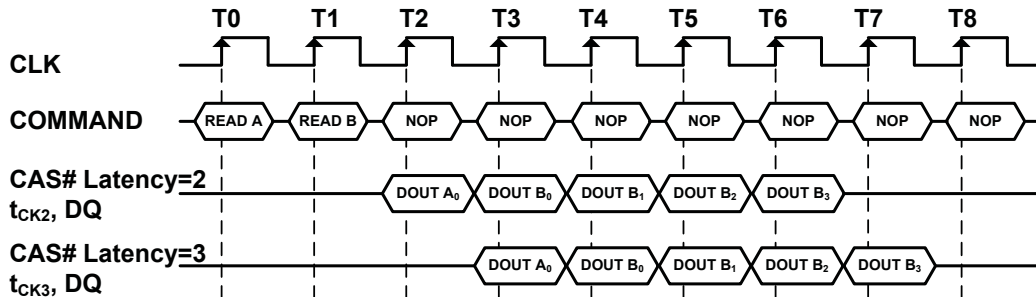 T0 T1 T2 T3 T4 T5 T6 T7 T8
CLK
COMMAND READ A READ B NOP NOP NOP NOP NOP NOP NOP
CAS# Latency=2
tCK2, DQ DOUT A0 DOUT B0 DOUT B1 DOUT B2 DOUT B3
CAS# Latency=3
tCK3, DQ DOUT A0 DOUT B0 DOUT B1 DOUT B2 DOUT B3